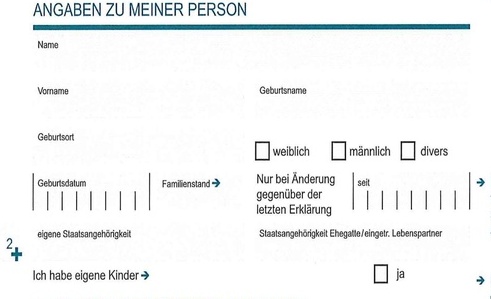 ANGABEN ZU MEINER PERSON
Name
Vorname Geburtsname
Geburtsort
weiblich männlich divers
Geburtsdatum Familienstand → Nur bei Änderung gegenüber der letzten Erklärung seit →
eigene Staatsangehörigkeit Staatsangehörigkeit Ehegatte/eingetr. Lebenspartner
2+
Ich habe eigene Kinder → ja →